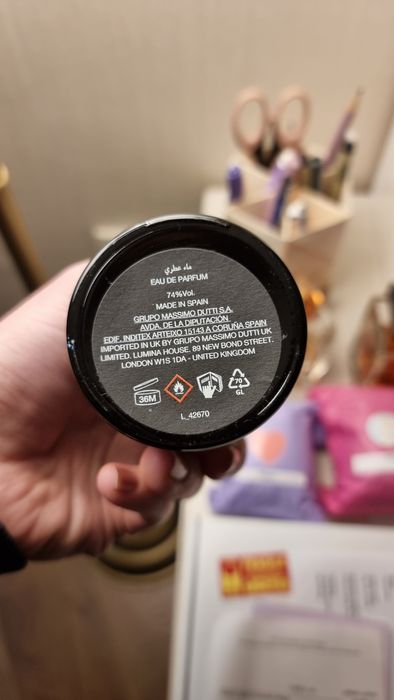 ماء عطري
EAU DE PARFUM
74%Vol.
MADE IN SPAIN
GRUPO MASSIMO DUTTI S.A.
AVDA. DE LA DIPUTACIÓN
EDIF. INDITEX ARTEIXO 15143 A CORUÑA SPAIN
IMPORTED IN UK BY GRUPO MASSIMO DUTTI UK
LIMITED. LUMINA HOUSE, 89 NEW BOND STREET.
LONDON W1S 1DA - UNITED KINGDOM
36M
70
GL
L_42670